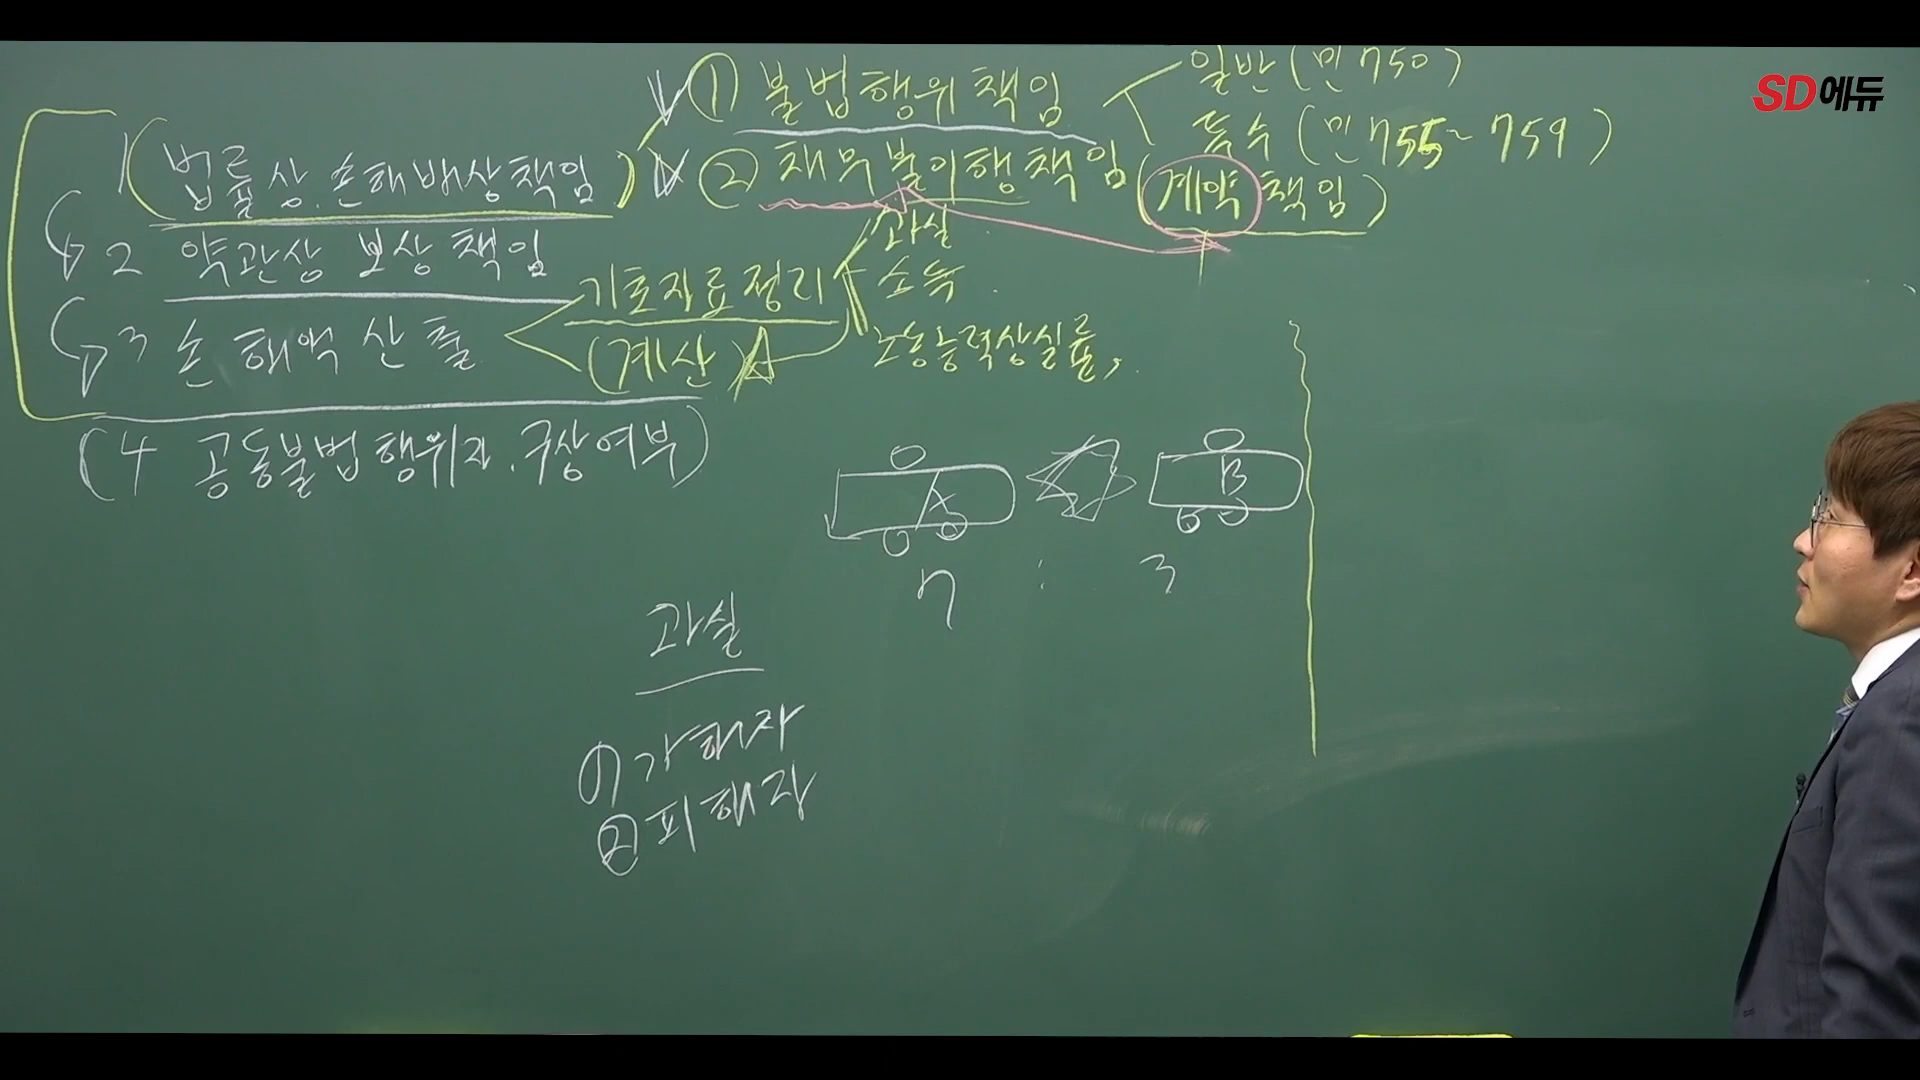 SD에듀
① 불법행위책임
일반(민 750)
특수(민 755~759)
1 (법률상.손해배상책임)
② 채무불이행책임 (계약책임)
2 약관상 보상책임
3 손해액 산출
기초자료정리
(계산)
과실
소득
노동능력상실률,
(4 공동불법행위자.구상여부)
A B
7 : 3
과실
① 가해자
② 피해자